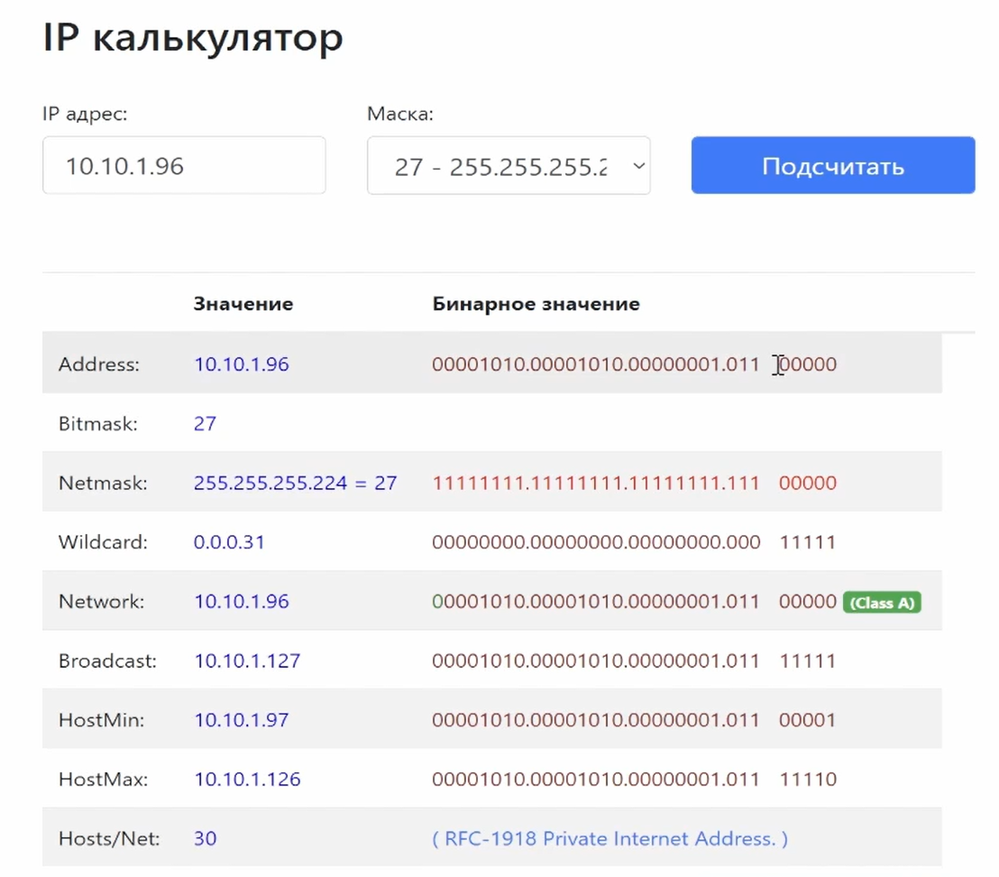 IP калькулятор
IP адрес: Маска:
10.10.1.96 27 - 255.255.255.2 Подсчитать
Значение Бинарное значение
Address: 10.10.1.96 00001010.00001010.00000001.011 00000
Bitmask: 27
Netmask: 255.255.255.224 = 27 11111111.11111111.11111111.111 00000
Wildcard: 0.0.0.31 00000000.00000000.00000000.000 11111
Network: 10.10.1.96 00001010.00001010.00000001.011 00000 (Class A)
Broadcast: 10.10.1.127 00001010.00001010.00000001.011 11111
HostMin: 10.10.1.97 00001010.00001010.00000001.011 00001
HostMax: 10.10.1.126 00001010.00001010.00000001.011 11110
Hosts/Net: 30 ( RFC-1918 Private Internet Address. )